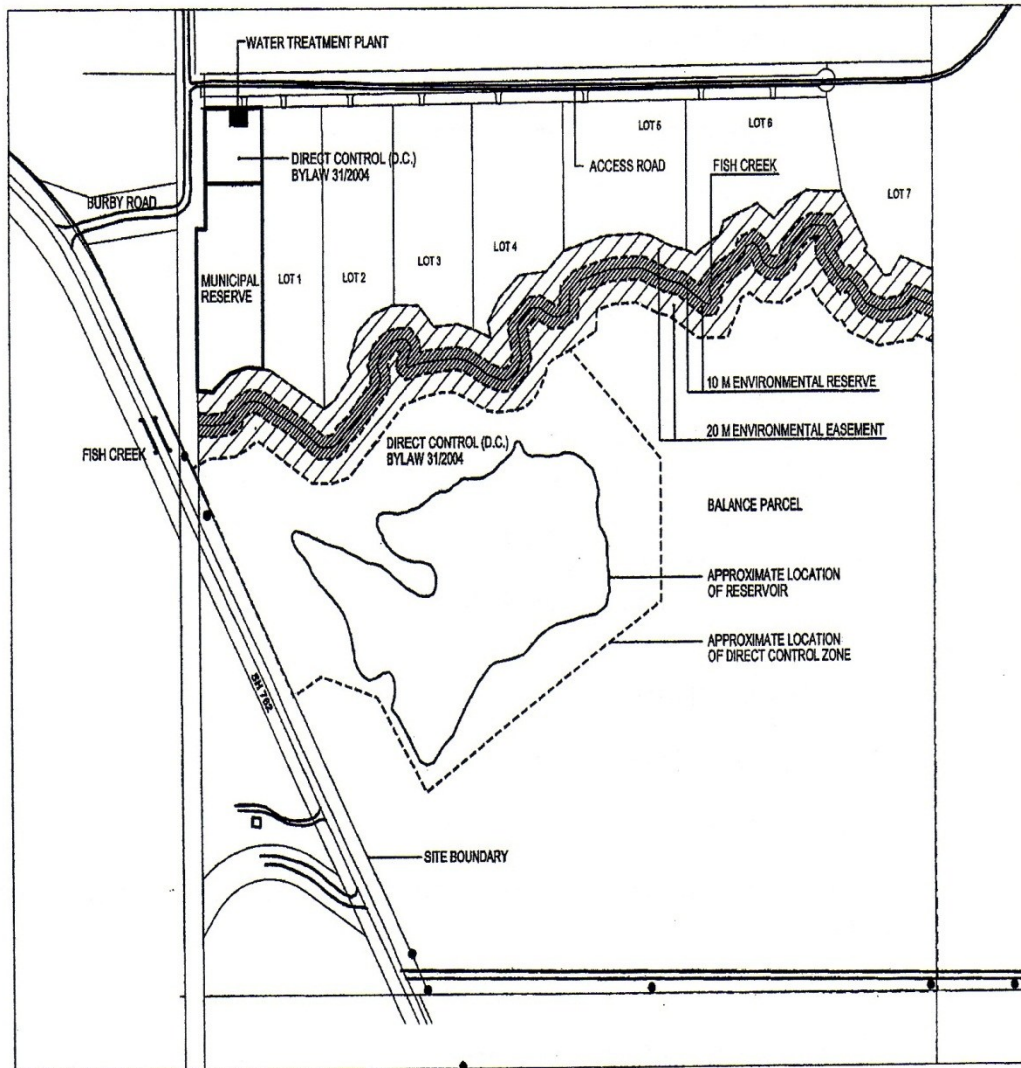 WATER TREATMENT PLANT
LOT 5
LOT 6
DIRECT CONTROL (D.C.)
BYLAW 31/2004
ACCESS ROAD
FISH CREEK
BURBY ROAD
LOT 7
LOT 4
LOT 3
LOT 2
LOT 1
MUNICIPAL
RESERVE
10 M ENVIRONMENTAL RESERVE
20 M ENVIRONMENTAL EASEMENT
DIRECT CONTROL (D.C.)
BYLAW 31/2004
FISH CREEK
BALANCE PARCEL
APPROXIMATE LOCATION
OF RESERVOIR
APPROXIMATE LOCATION
OF DIRECT CONTROL ZONE
SH 762
SITE BOUNDARY